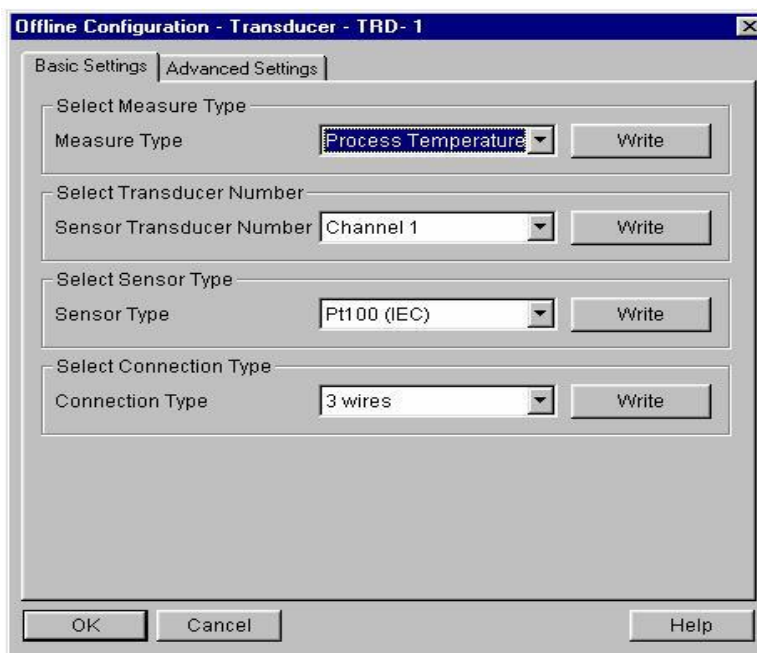 Offline Configuration - Transducer - TRD- 1
Basic Settings Advanced Settings
Select Measure Type
Measure Type Process Temperature Write
Select Transducer Number
Sensor Transducer Number Channel 1 Write
Select Sensor Type
Sensor Type Pt100 (IEC) Write
Select Connection Type
Connection Type 3 wires Write
OK Cancel Help